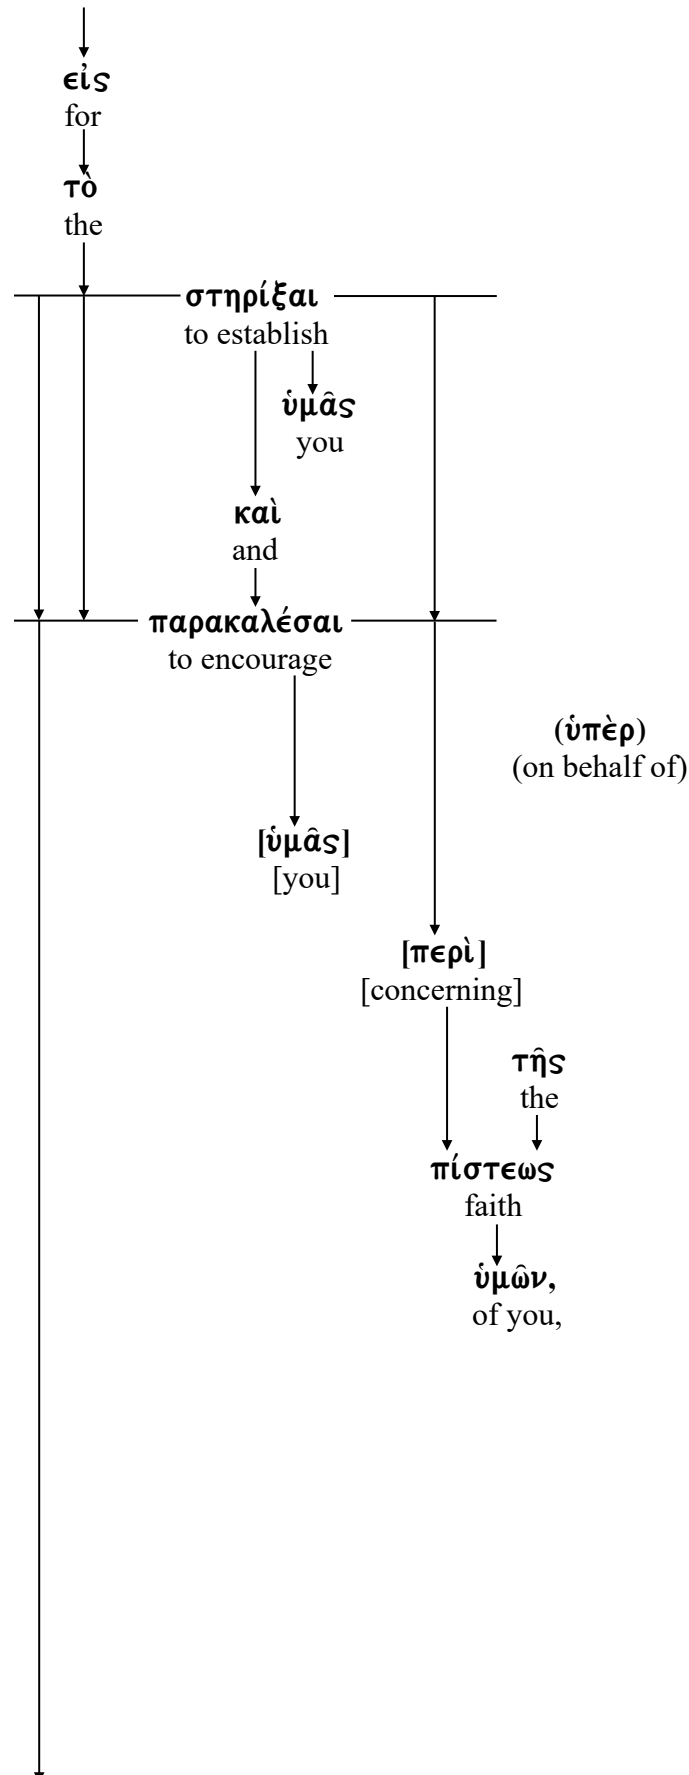 εἰς
for
τὸ
the
στηρίξαι
to establish
ὑμᾶς
you
καὶ
and
παρακαλέσαι
to encourage
(ὑπὲρ)
(on behalf of)
[ὑμᾶς]
[you]
[περὶ]
[concerning]
τῆς
the
πίστεως
faith
ὑμῶν,
of you,